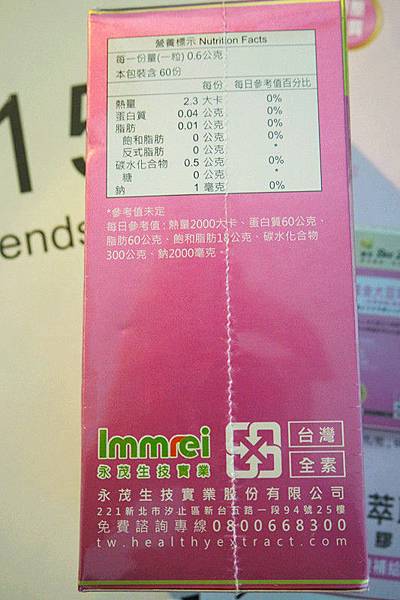 營養標示 Nutrition Facts
每一份量(一粒) 0.6公克
本包裝含 60份
每份 每日參考值百分比
熱量 2.3 大卡 0%
蛋白質 0.04 公克 0%
脂肪 0.01 公克 0%
飽和脂肪 0 公克 0%
反式脂肪 0 公克 *
碳水化合物 0.5 公克 0%
糖 0 公克 *
鈉 1 毫克 0%
*參考值未定
每日參考值:熱量2000大卡、蛋白質60公克、
脂肪60公克、飽和脂肪18公克、碳水化合物
300公克、鈉2000毫克。
Immrei
永茂生技實業
台灣
全素
永茂生技實業股份有限公司
221新北市汐止區新台五路一段94號25樓
免費諮詢專線0800668300
tw.healthyextract.com
15
ends
萃
膠